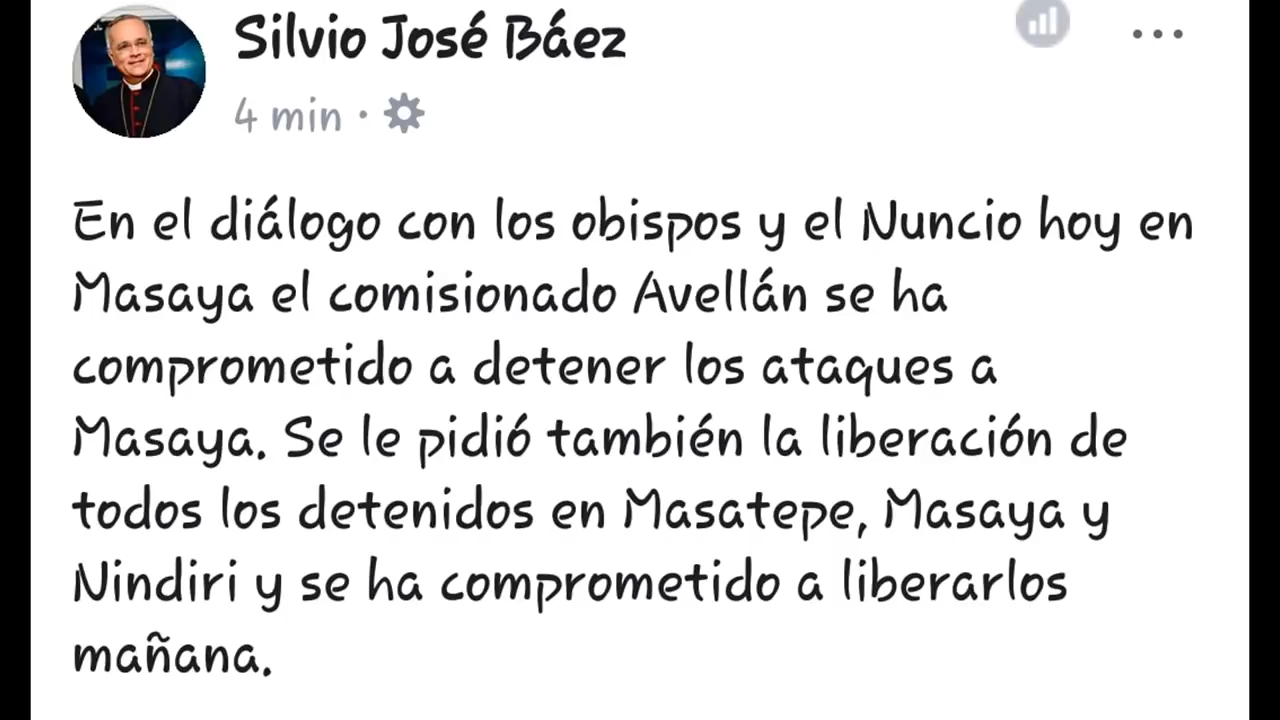 Silvio José Báez
4 min ·
En el diálogo con los obispos y el Nuncio hoy en
Masaya el comisionado Avellán se ha
comprometido a detener los ataques a
Masaya. Se le pidió también la liberación de
todos los detenidos en Masatepe, Masaya y
Nindiri y se ha comprometido a liberarlos
mañana.